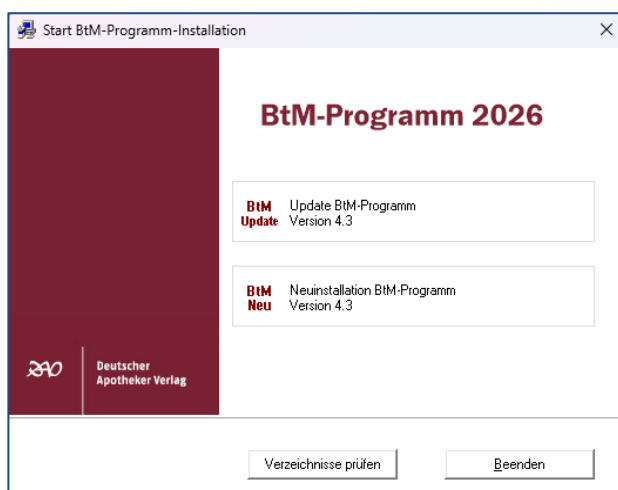 Start BtM-Programm-Installation
BtM-Programm 2026
BtM
Update
Update BtM-Programm
Version 4.3
BtM
Neu
Neuinstallation BtM-Programm
Version 4.3
DAV
Deutscher
Apotheker Verlag
Verzeichnisse prüfen
Beenden